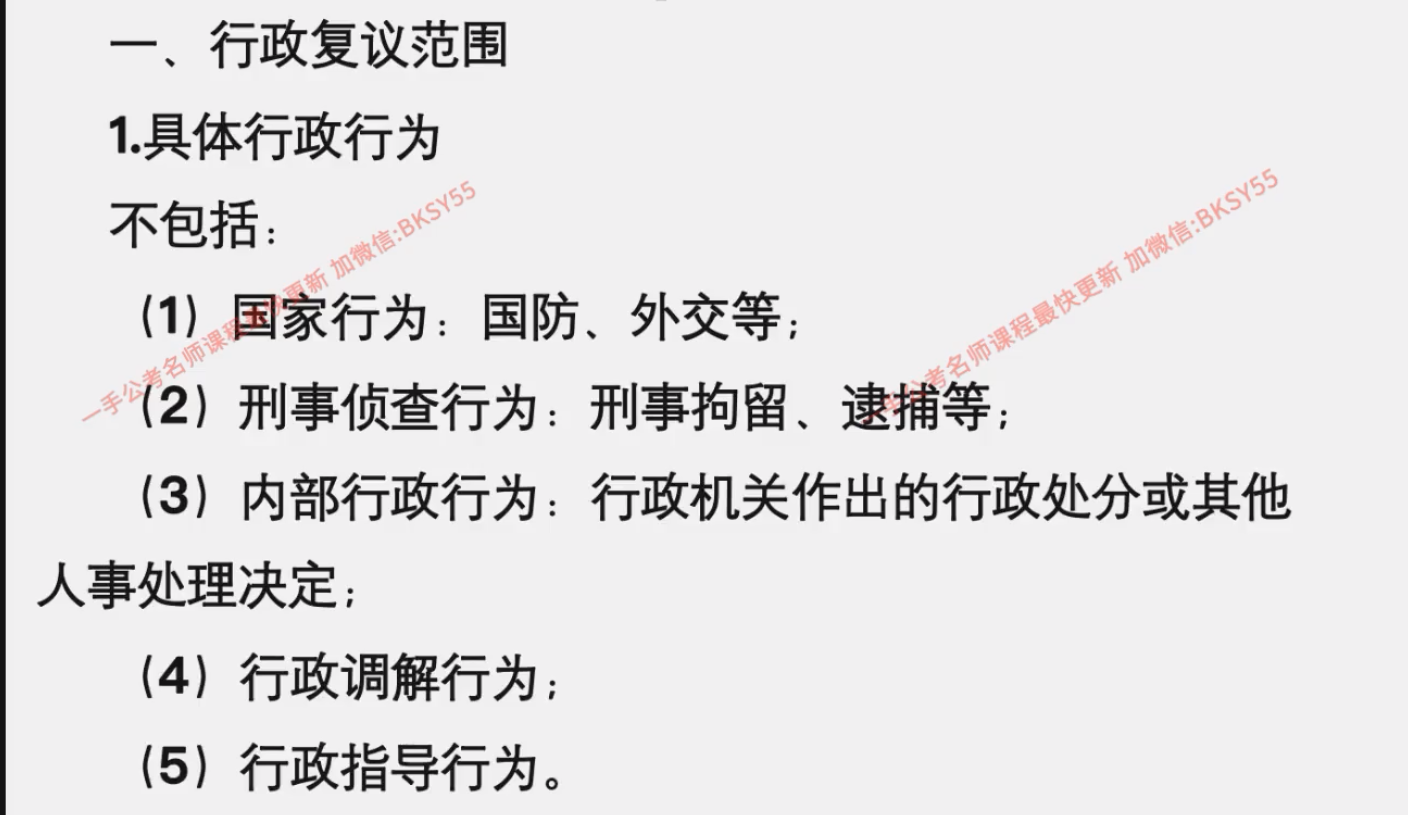 一、行政复议范围
1.具体行政行为
不包括：
（1）国家行为：国防、外交等；
（2）刑事侦查行为：刑事拘留、逮捕等；
（3）内部行政行为：行政机关作出的行政处分或其他
人事处理决定；
（4）行政调解行为；
（5）行政指导行为。
一手公考名师课程最快更新 加微信:BKSY55
一手公考名师课程最快更新 加微信:BKSY55